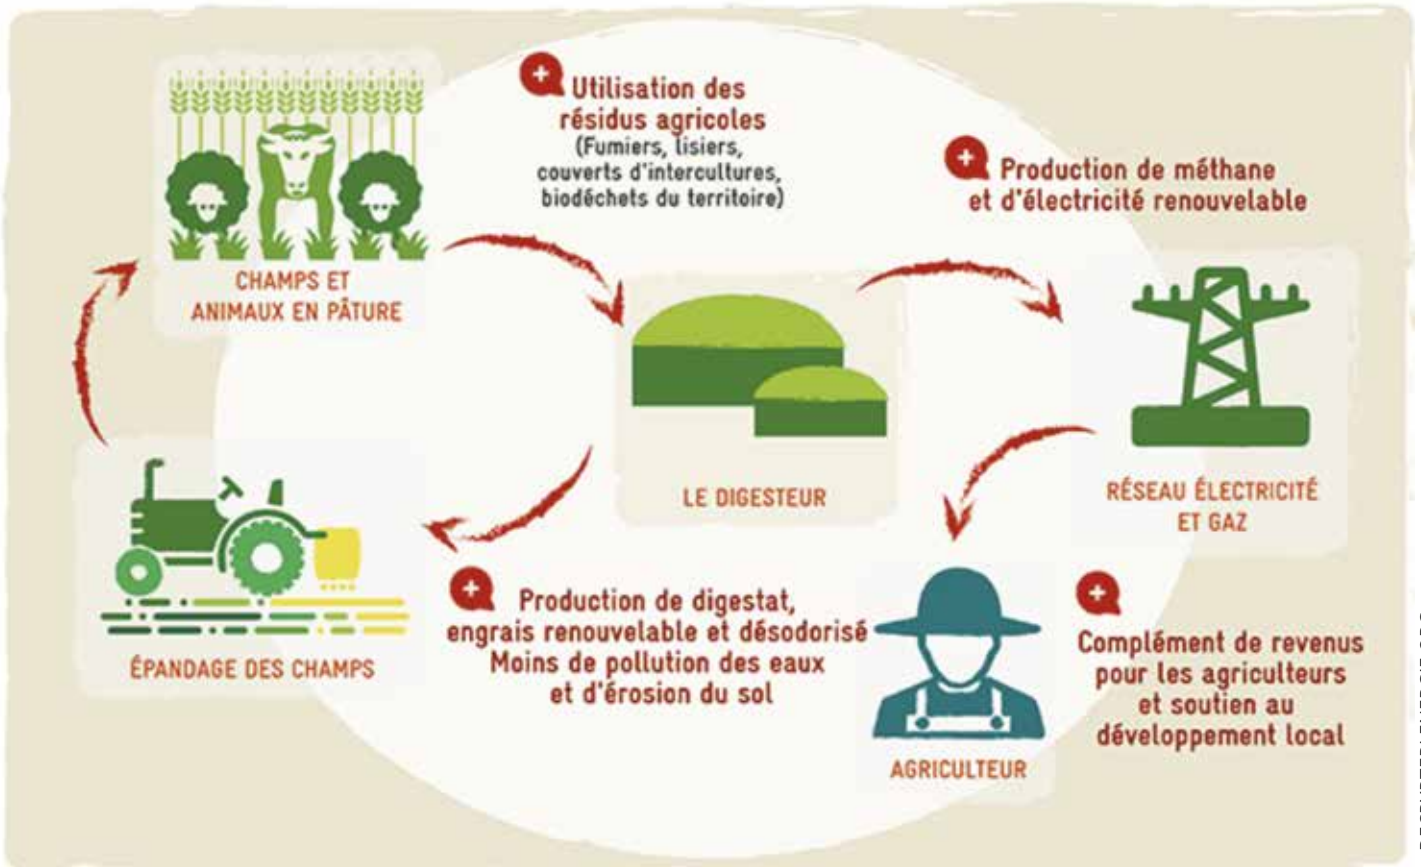 +
Utilisation des
résidus agricoles
(Fumiers, lisiers,
couverts d'intercultures,
biodéchets du territoire)
+
Production de méthane
et d'électricité renouvelable
CHAMPS ET
ANIMAUX EN PÂTURE
LE DIGESTEUR
RÉSEAU ÉLECTRICITÉ
ET GAZ
ÉPANDAGE DES CHAMPS
+
Production de digestat,
engrais renouvelable et désodorisé
Moins de pollution des eaux
et d'érosion du sol
AGRICULTEUR
+
Complément de revenus
pour les agriculteurs
et soutien au
développement local